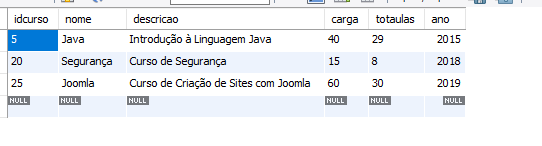 idcurso nome descricao carga totaulas ano
5 Java Introdução à Linguagem Java 40 29 2015
20 Segurança Curso de Segurança 15 8 2018
25 Joomla Curso de Criação de Sites com Joomla 60 30 2019
NULL NULL NULL NULL NULL NULL